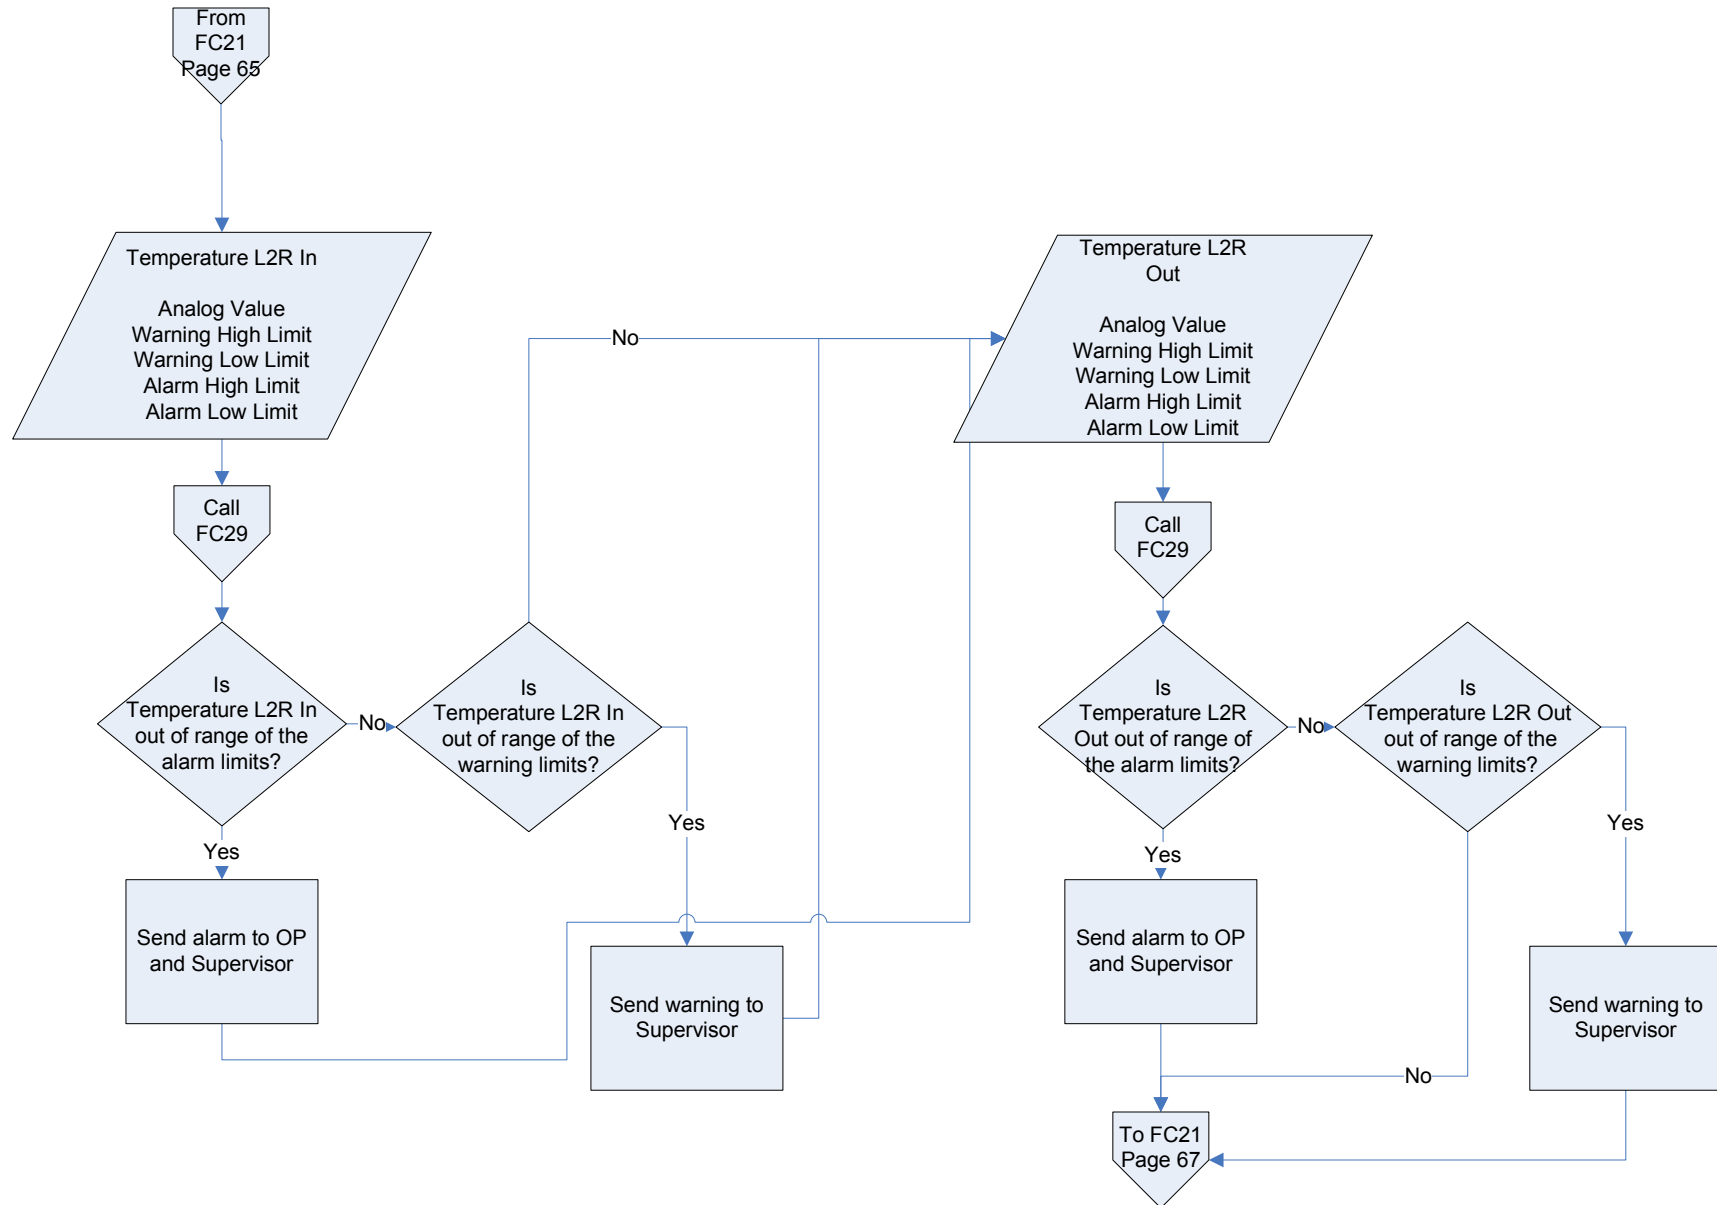 From
FC21
Page 65
Temperature L2R In
Analog Value
Warning High Limit
Warning Low Limit
Alarm High Limit
Alarm Low Limit
Call
FC29
Is
Temperature L2R In
out of range of the
alarm limits?
No
Is
Temperature L2R In
out of range of the
warning limits?
No
Yes
Send alarm to OP
and Supervisor
Yes
Send warning to
Supervisor
Temperature L2R
Out
Analog Value
Warning High Limit
Warning Low Limit
Alarm High Limit
Alarm Low Limit
Call
FC29
Is
Temperature L2R
Out out of range of
the alarm limits?
No
Is
Temperature L2R Out
out of range of the
warning limits?
Yes
Yes
Send alarm to OP
and Supervisor
Send warning to
Supervisor
No
To FC21
Page 67